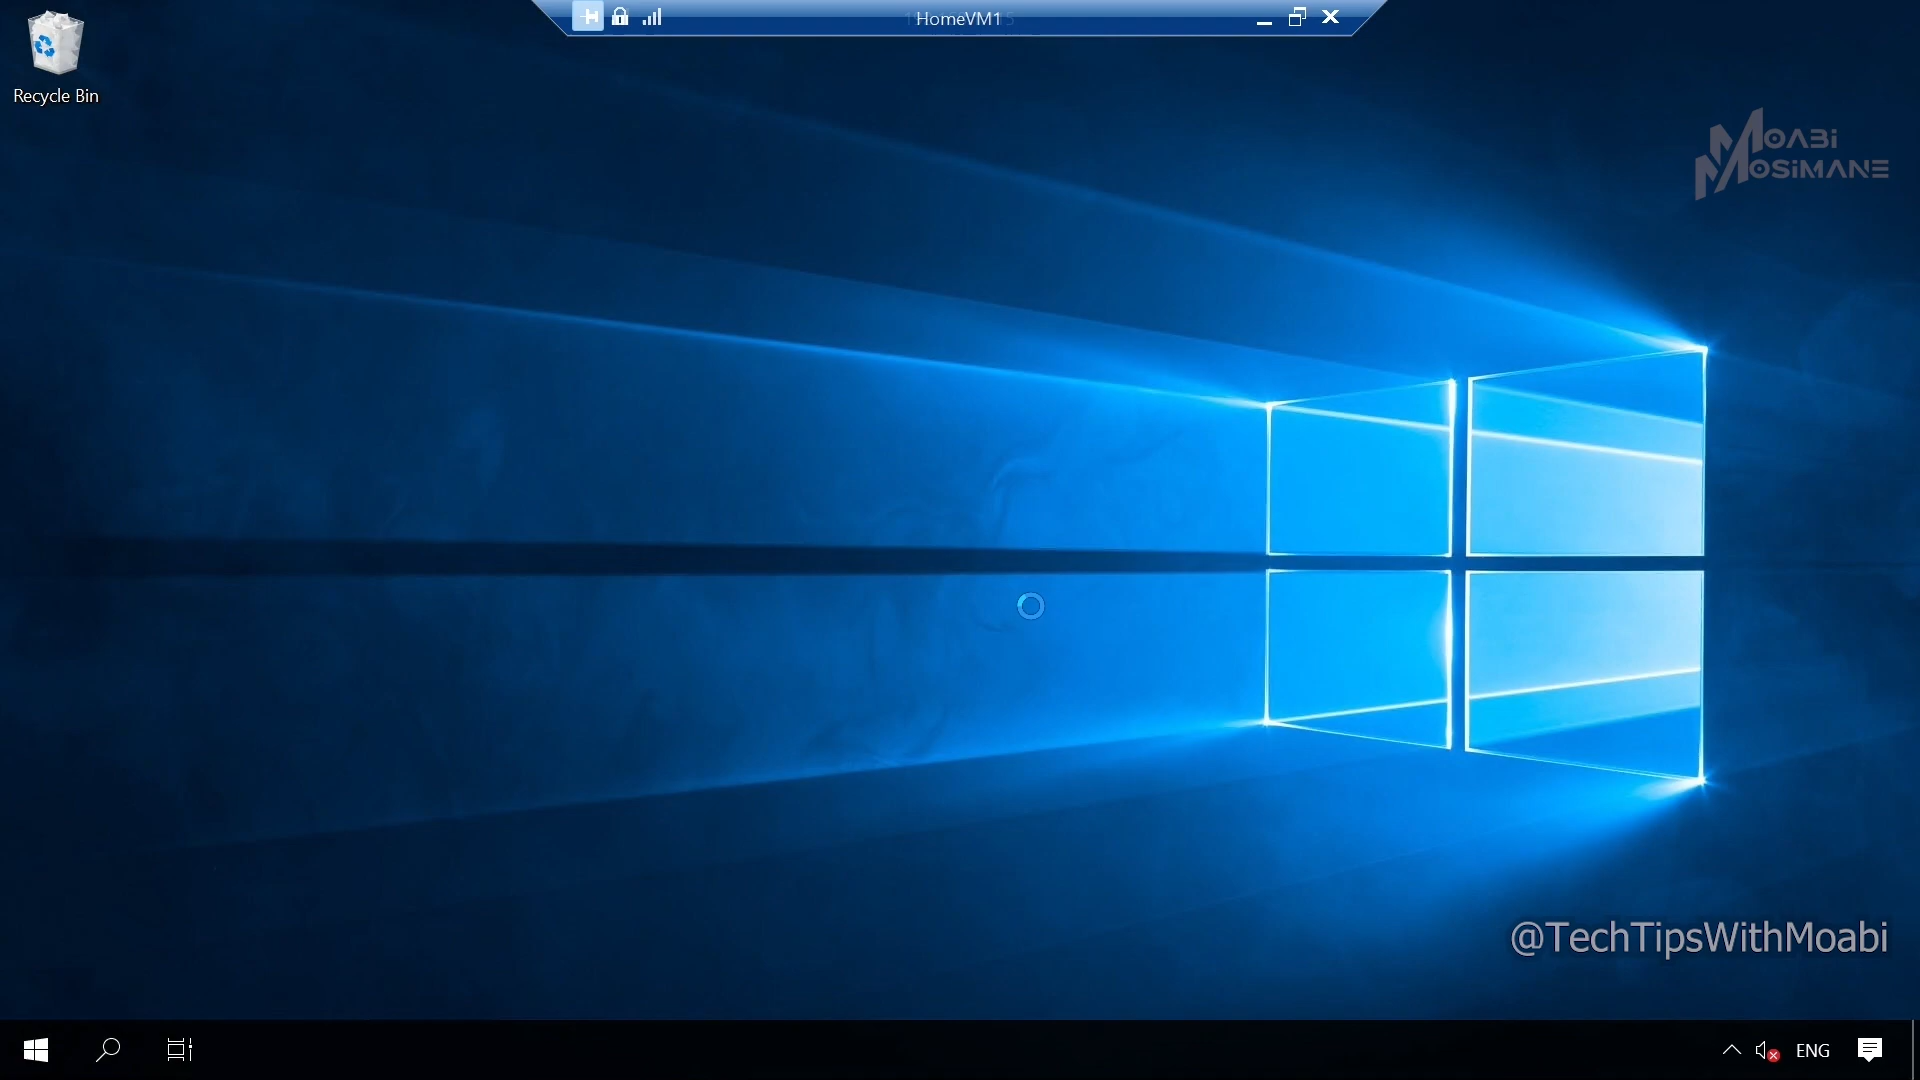 HomeVM1
Recycle Bin
MOABi
MOSiMANE
@TechTipsWithMoabi
ENG